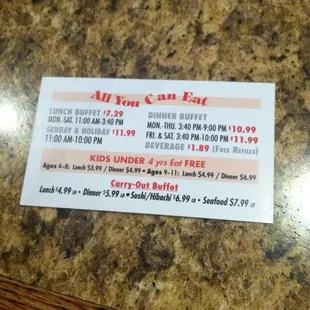 All You Can Eat
LUNCH BUFFET $7.29
MON.-SAT. 11:00 AM-3:40 PM
SUNDAY & HOLIDAY $11.99
11:00 AM-10:00 PM
DINNER BUFFET
MON.-THU. 3:40 PM-9:00 PM $10.99
FRI. & SAT. 3:40 PM-10:00 PM $11.99
BEVERAGE $1.89 (Free Refills)
KIDS UNDER 4 yrs Eat FREE
Ages 4-8: Lunch $3.99 / Dinner $4.99 • Ages 9-11: Lunch $4.99 / Dinner $6.99
Carry-Out Buffet
Lunch $4.99 LB • Dinner $5.99 LB • Sushi/Hibachi $6.99 LB • Seafood $7.99 LB